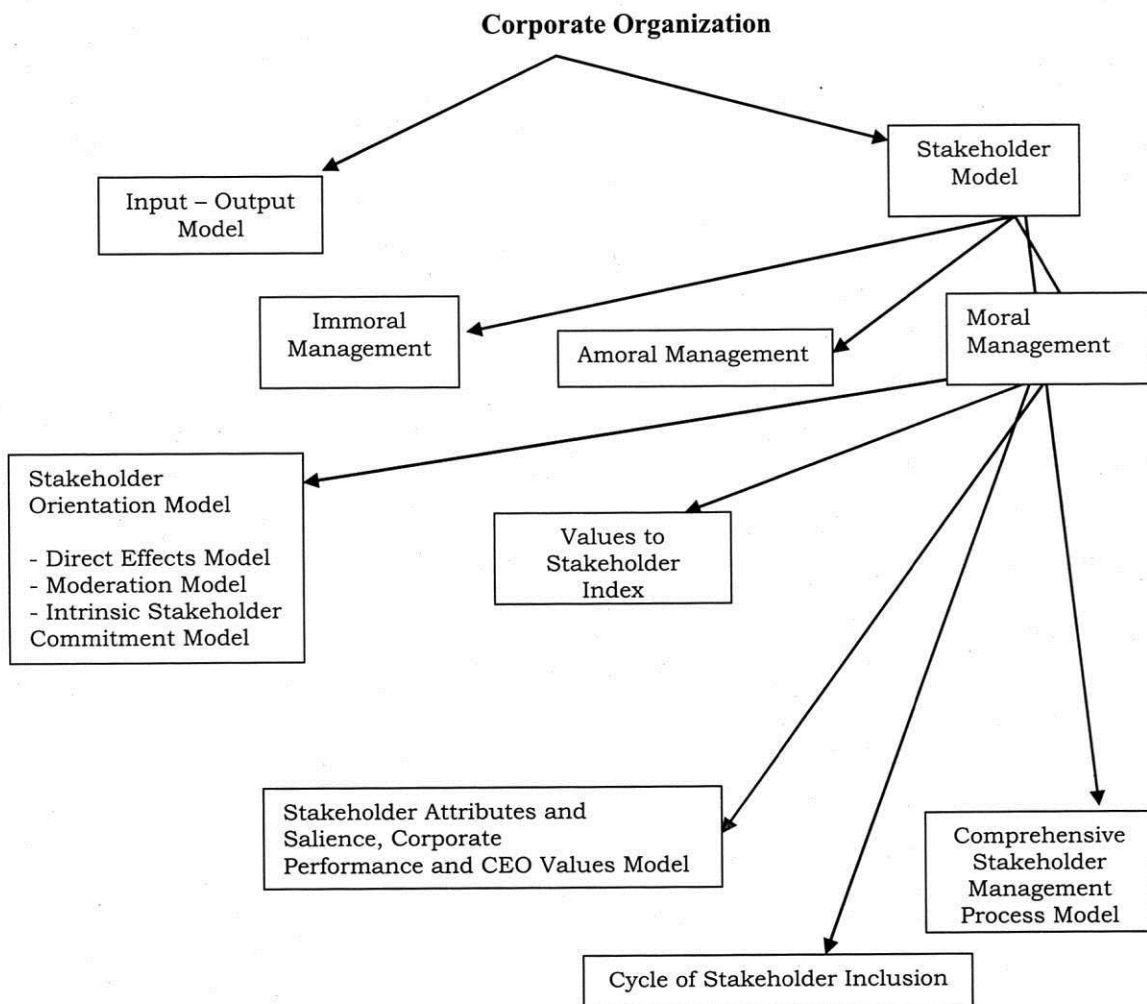 Corporate Organization
Stakeholder
Model
Input – Output
Model
Immoral
Management
Amoral Management
Moral
Management
Stakeholder
Orientation Model
- Direct Effects Model
- Moderation Model
- Intrinsic Stakeholder
Commitment Model
Values to
Stakeholder
Index
Stakeholder Attributes and
Salience, Corporate
Performance and CEO Values Model
Comprehensive
Stakeholder
Management
Process Model
Cycle of Stakeholder Inclusion